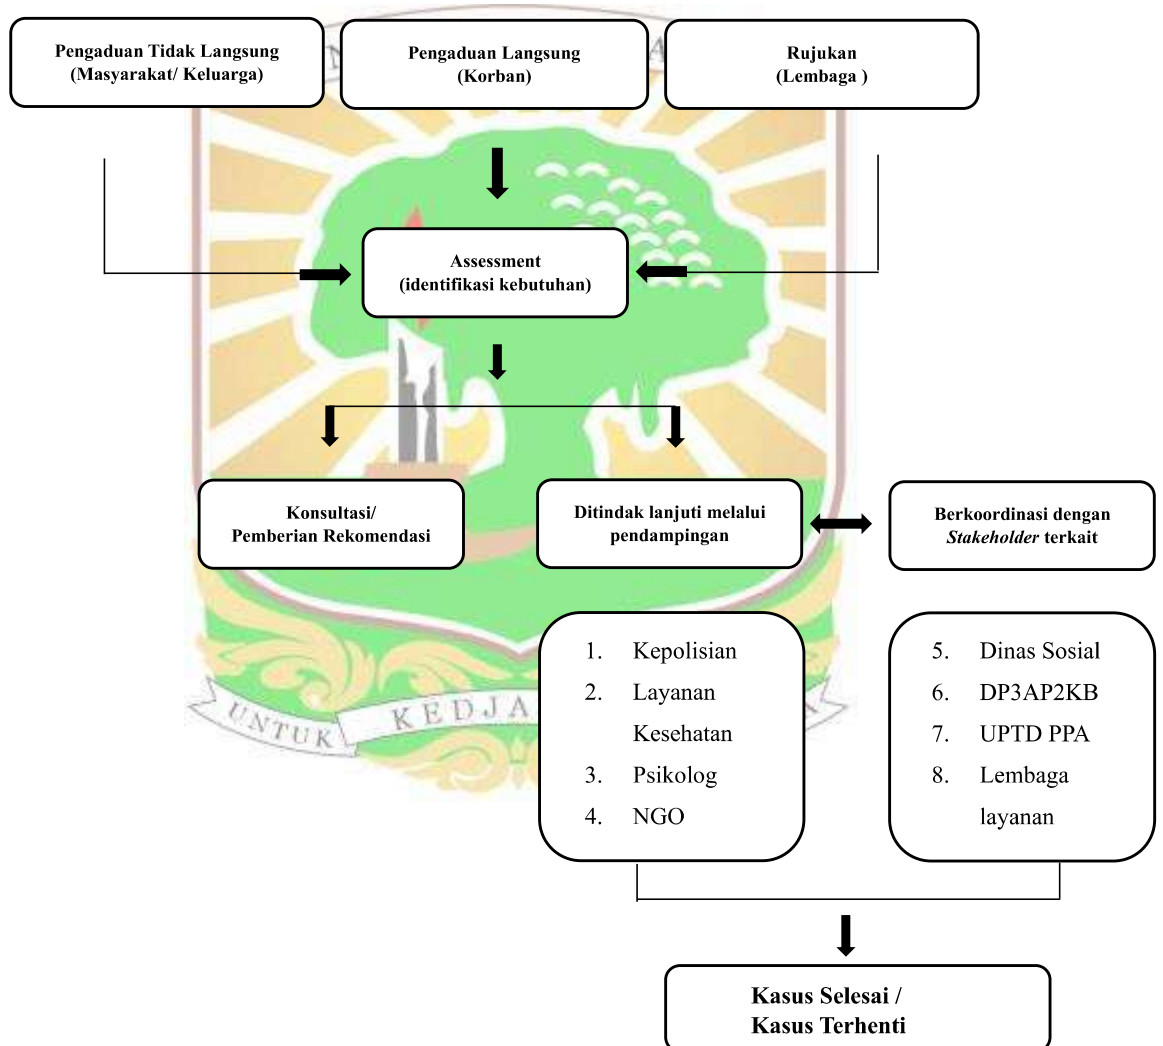 Pengaduan Tidak Langsung
(Masyarakat/ Keluarga)
Pengaduan Langsung
(Korban)
Rujukan
(Lembaga )
Assessment
(identifikasi kebutuhan)
Konsultasi/
Pemberian Rekomendasi
Ditindak lanjuti melalui
pendampingan
Berkoordinasi dengan
Stakeholder terkait
1. Kepolisian
2. Layanan
Kesehatan
3. Psikolog
4. NGO
5. Dinas Sosial
6. DP3AP2KB
7. UPTD PPA
8. Lembaga
layanan
UNTUK
KEDJA
Kasus Selesai /
Kasus Terhenti